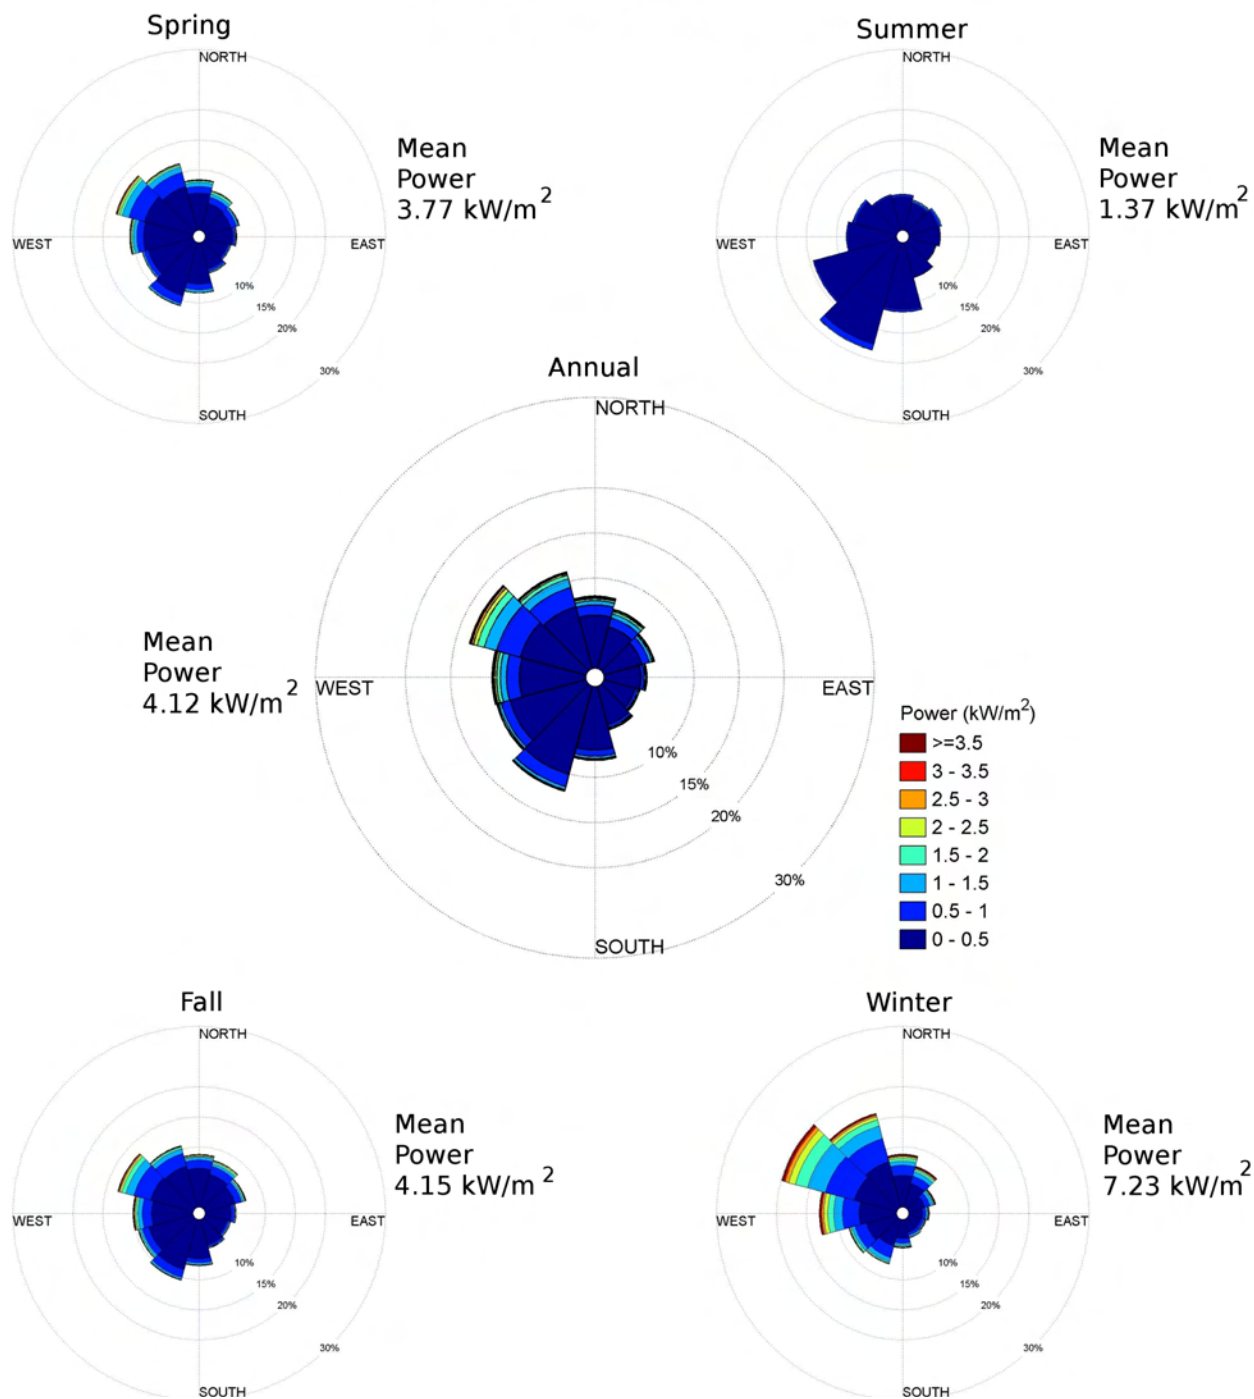 Spring
NORTH
WEST
EAST
SOUTH
10%
15%
20%
30%
Mean
Power
3.77 kW/m²
Summer
NORTH
WEST
EAST
SOUTH
10%
15%
20%
30%
Mean
Power
1.37 kW/m²
Annual
NORTH
WEST
EAST
SOUTH
10%
15%
20%
30%
Mean
Power
4.12 kW/m²
Power (kW/m²)
>=3.5
3 - 3.5
2.5 - 3
2 - 2.5
1.5 - 2
1 - 1.5
0.5 - 1
0 - 0.5
Fall
NORTH
WEST
EAST
SOUTH
10%
15%
20%
30%
Mean
Power
4.15 kW/m²
Winter
NORTH
WEST
EAST
SOUTH
10%
15%
20%
30%
Mean
Power
7.23 kW/m²